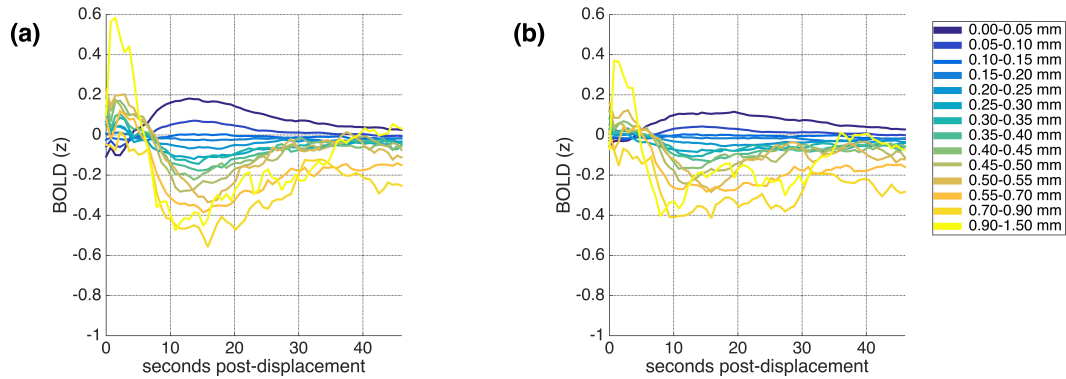 (a)
BOLD (z)
0.6
0.4
0.2
0
-0.2
-0.4
0.6
-0.8
-1
0
10
20
30
40
seconds post-displacement
(b)
BOLD (z)
0.6
0.4
0.2
0
-0.2
-0.4
-0.6
-0.8
-1
0
10
20
30
40
seconds post-displacement
0.00-0.05 mm
0.05-0.10 mm
0.10-0.15 mm
0.15-0.20 mm
0.20-0.25 mm
0.25-0.30 mm
0.30-0.35 mm
0.35-0.40 mm
0.40-0.45 mm
0.45-0.50 mm
0.50-0.55 mm
0.55-0.70 mm
0.70-0.90 mm
0.90-1.50 mm